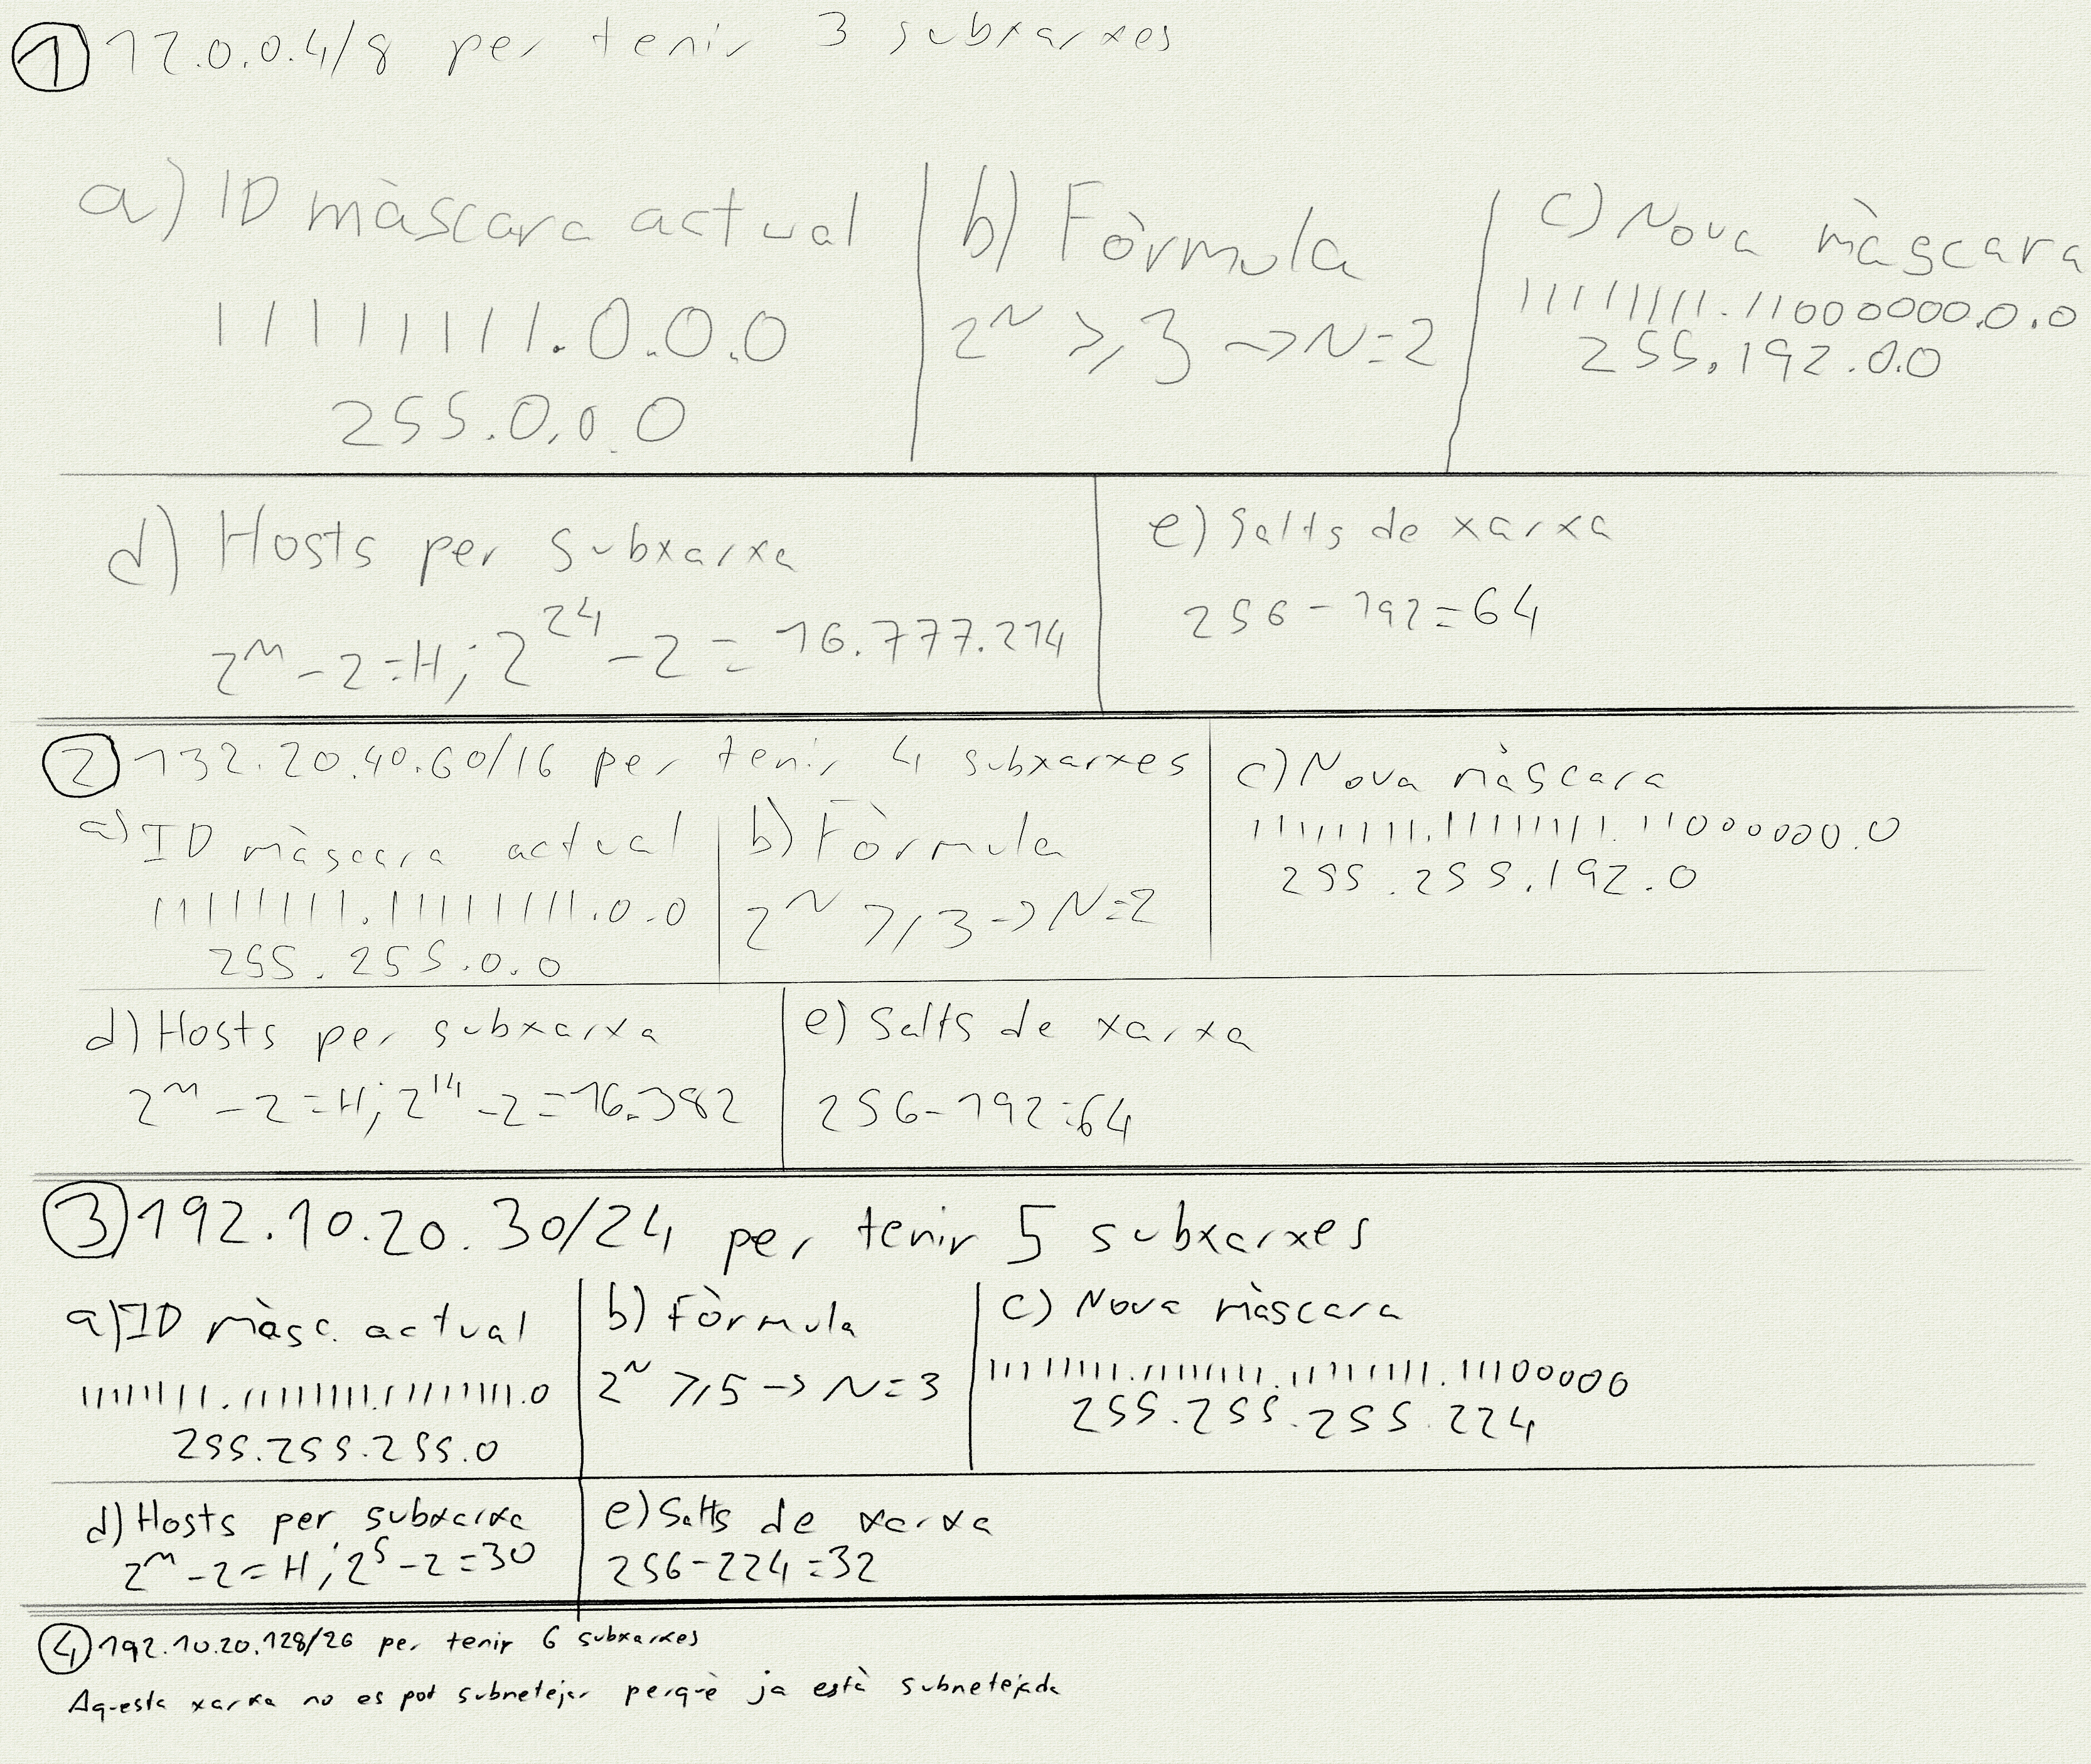 ① 12.0.0.4/8 per tenir 3 subxarxes
a) ID màscara actual
11111111.0.0.0
255.0.0.0
b) Fòrmula
2^N ≥ 3 -> N=2
c) Nova màscara
11111111.11000000.0.0
255.192.0.0
d) Hosts per subxarxa
2^m - 2 = H; 2^24 - 2 = 16.777.214
e) Salts de xarxa
256 - 192 = 64
② 132.20.40.60/16 per tenir 4 subxarxes
a) ID màscara actual
11111111.11111111.0.0
255.255.0.0
b) Fòrmula
2^N ≥ 3 -> N=2
c) Nova màscara
11111111.11111111.11000000.0
255.255.192.0
d) Hosts per subxarxa
2^m - 2 = H; 2^14 - 2 = 16.382
e) Salts de xarxa
256 - 192 = 64
③ 192.10.20.30/24 per tenir 5 subxarxes
a) ID màsc. actual
11111111.11111111.11111111.0
255.255.255.0
b) Fòrmula
2^N ≥ 5 -> N=3
c) Nova màscara
11111111.11111111.11111111.11100000
255.255.255.224
d) Hosts per subxarxa
2^m - 2 = H; 2^5 - 2 = 30
e) Salts de xarxa
256 - 224 = 32
④ 192.10.20.128/26 per tenir 6 subxarxes
Aquesta xarxa no es pot subnetejar perquè ja està subnetejada